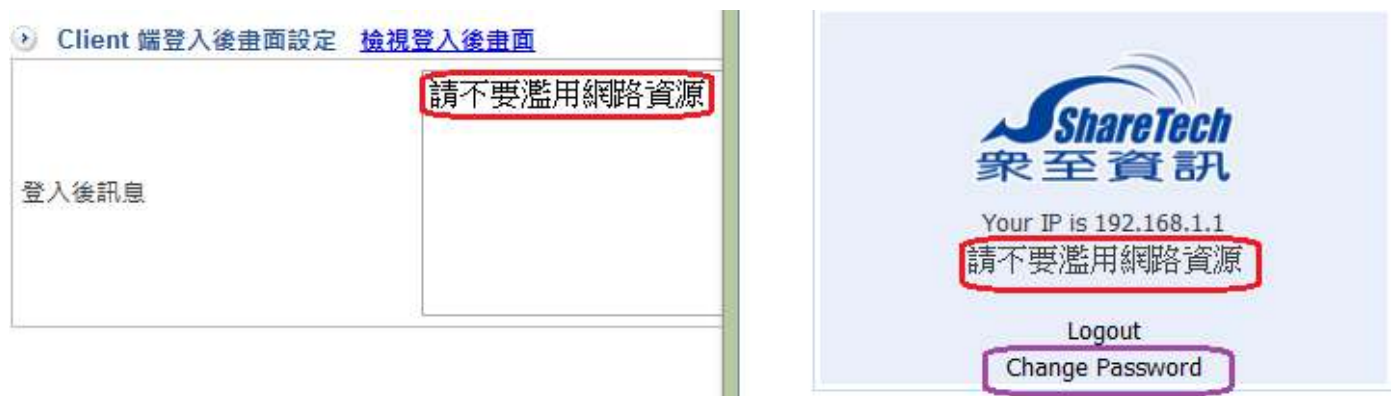 Client 端登入後畫面設定 檢視登入後畫面
請不要濫用網路資源
登入後訊息
ShareTech
眾至資訊
Your IP is 192.168.1.1
請不要濫用網路資源
Logout
Change Password